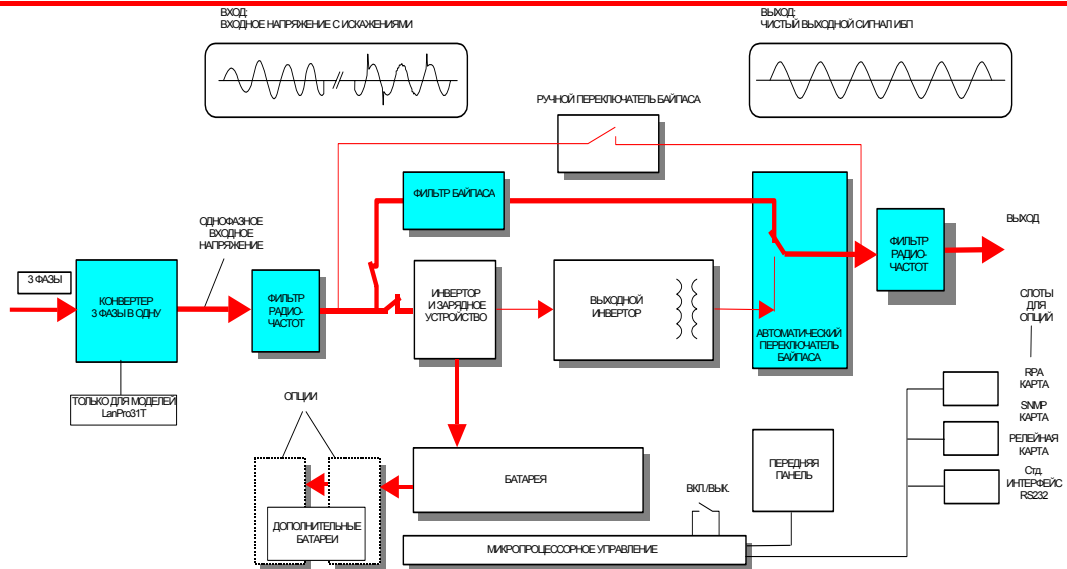 ВХОД:
ВХОДНОЕ НАПРЯЖЕНИЕ С ИСКАЖЕНИЯМИ
ВЫХОД:
ЧИСТЫЙ ВЫХОДНОЙ СИГНАЛ ИБП
РУЧНОЙ ПЕРЕКЛЮЧАТЕЛЬ БАЙПАСА
ФИЛЬТР БАЙПАСА
ОДНОФАЗНОЕ
ВХОДНОЕ
НАПРЯЖЕНИЕ
ВЫХОД
ФИЛЬТР
РАДИО-
ЧАСТОТ
3 ФАЗЫ
КОНВЕРТЕР
3 ФАЗЫ В ОДНУ
ФИЛЬТР
РАДИО-
ЧАСТОТ
ИНВЕРТОР
И ЗАРЯДНОЕ
УСТРОЙСТВО
ВЫХОДНОЙ
ИНВЕРТОР
АВТОМАТИЧЕСКИЙ
ПЕРЕКЛЮЧАТЕЛЬ
БАЙПАСА
СЛОТЫ
ДЛЯ
ОПЦИЙ
ТОЛЬКО ДЛЯ МОДЕЛЕЙ
LanPro31T
ОПЦИИ
RPA
КАРТА
SNMP
КАРТА
РЕЛЕЙНАЯ
КАРТА
Стд.
ИНТЕРФЕЙС
RS232
БАТАРЕЯ
ПЕРЕДНЯЯ
ПАНЕЛЬ
ВКЛ./ВЫК.
ДОПОЛНИТЕЛЬНЫЕ
БАТАРЕИ
МИКРОПРОЦЕССОРНОЕ УПРАВЛЕНИЕ